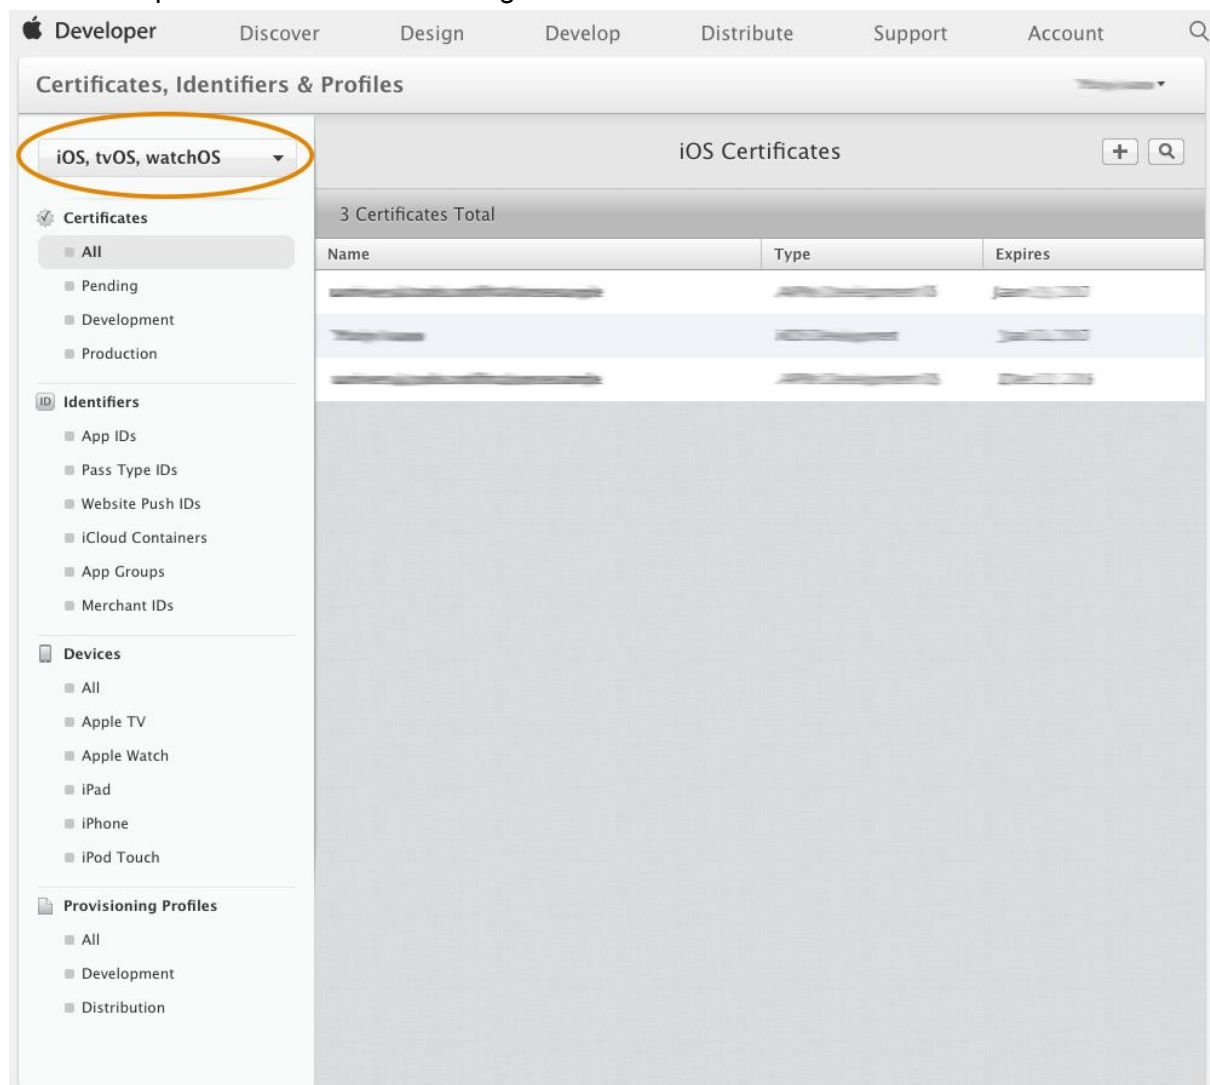 Developer Discover Design Develop Distribute Support Account
Certificates, Identifiers & Profiles
iOS, tvOS, watchOS
iOS Certificates
Certificates
3 Certificates Total
All
Name Type Expires
Pending
Development
Production
Identifiers
App IDs
Pass Type IDs
Website Push IDs
iCloud Containers
App Groups
Merchant IDs
Devices
All
Apple TV
Apple Watch
iPad
iPhone
iPod Touch
Provisioning Profiles
All
Development
Distribution